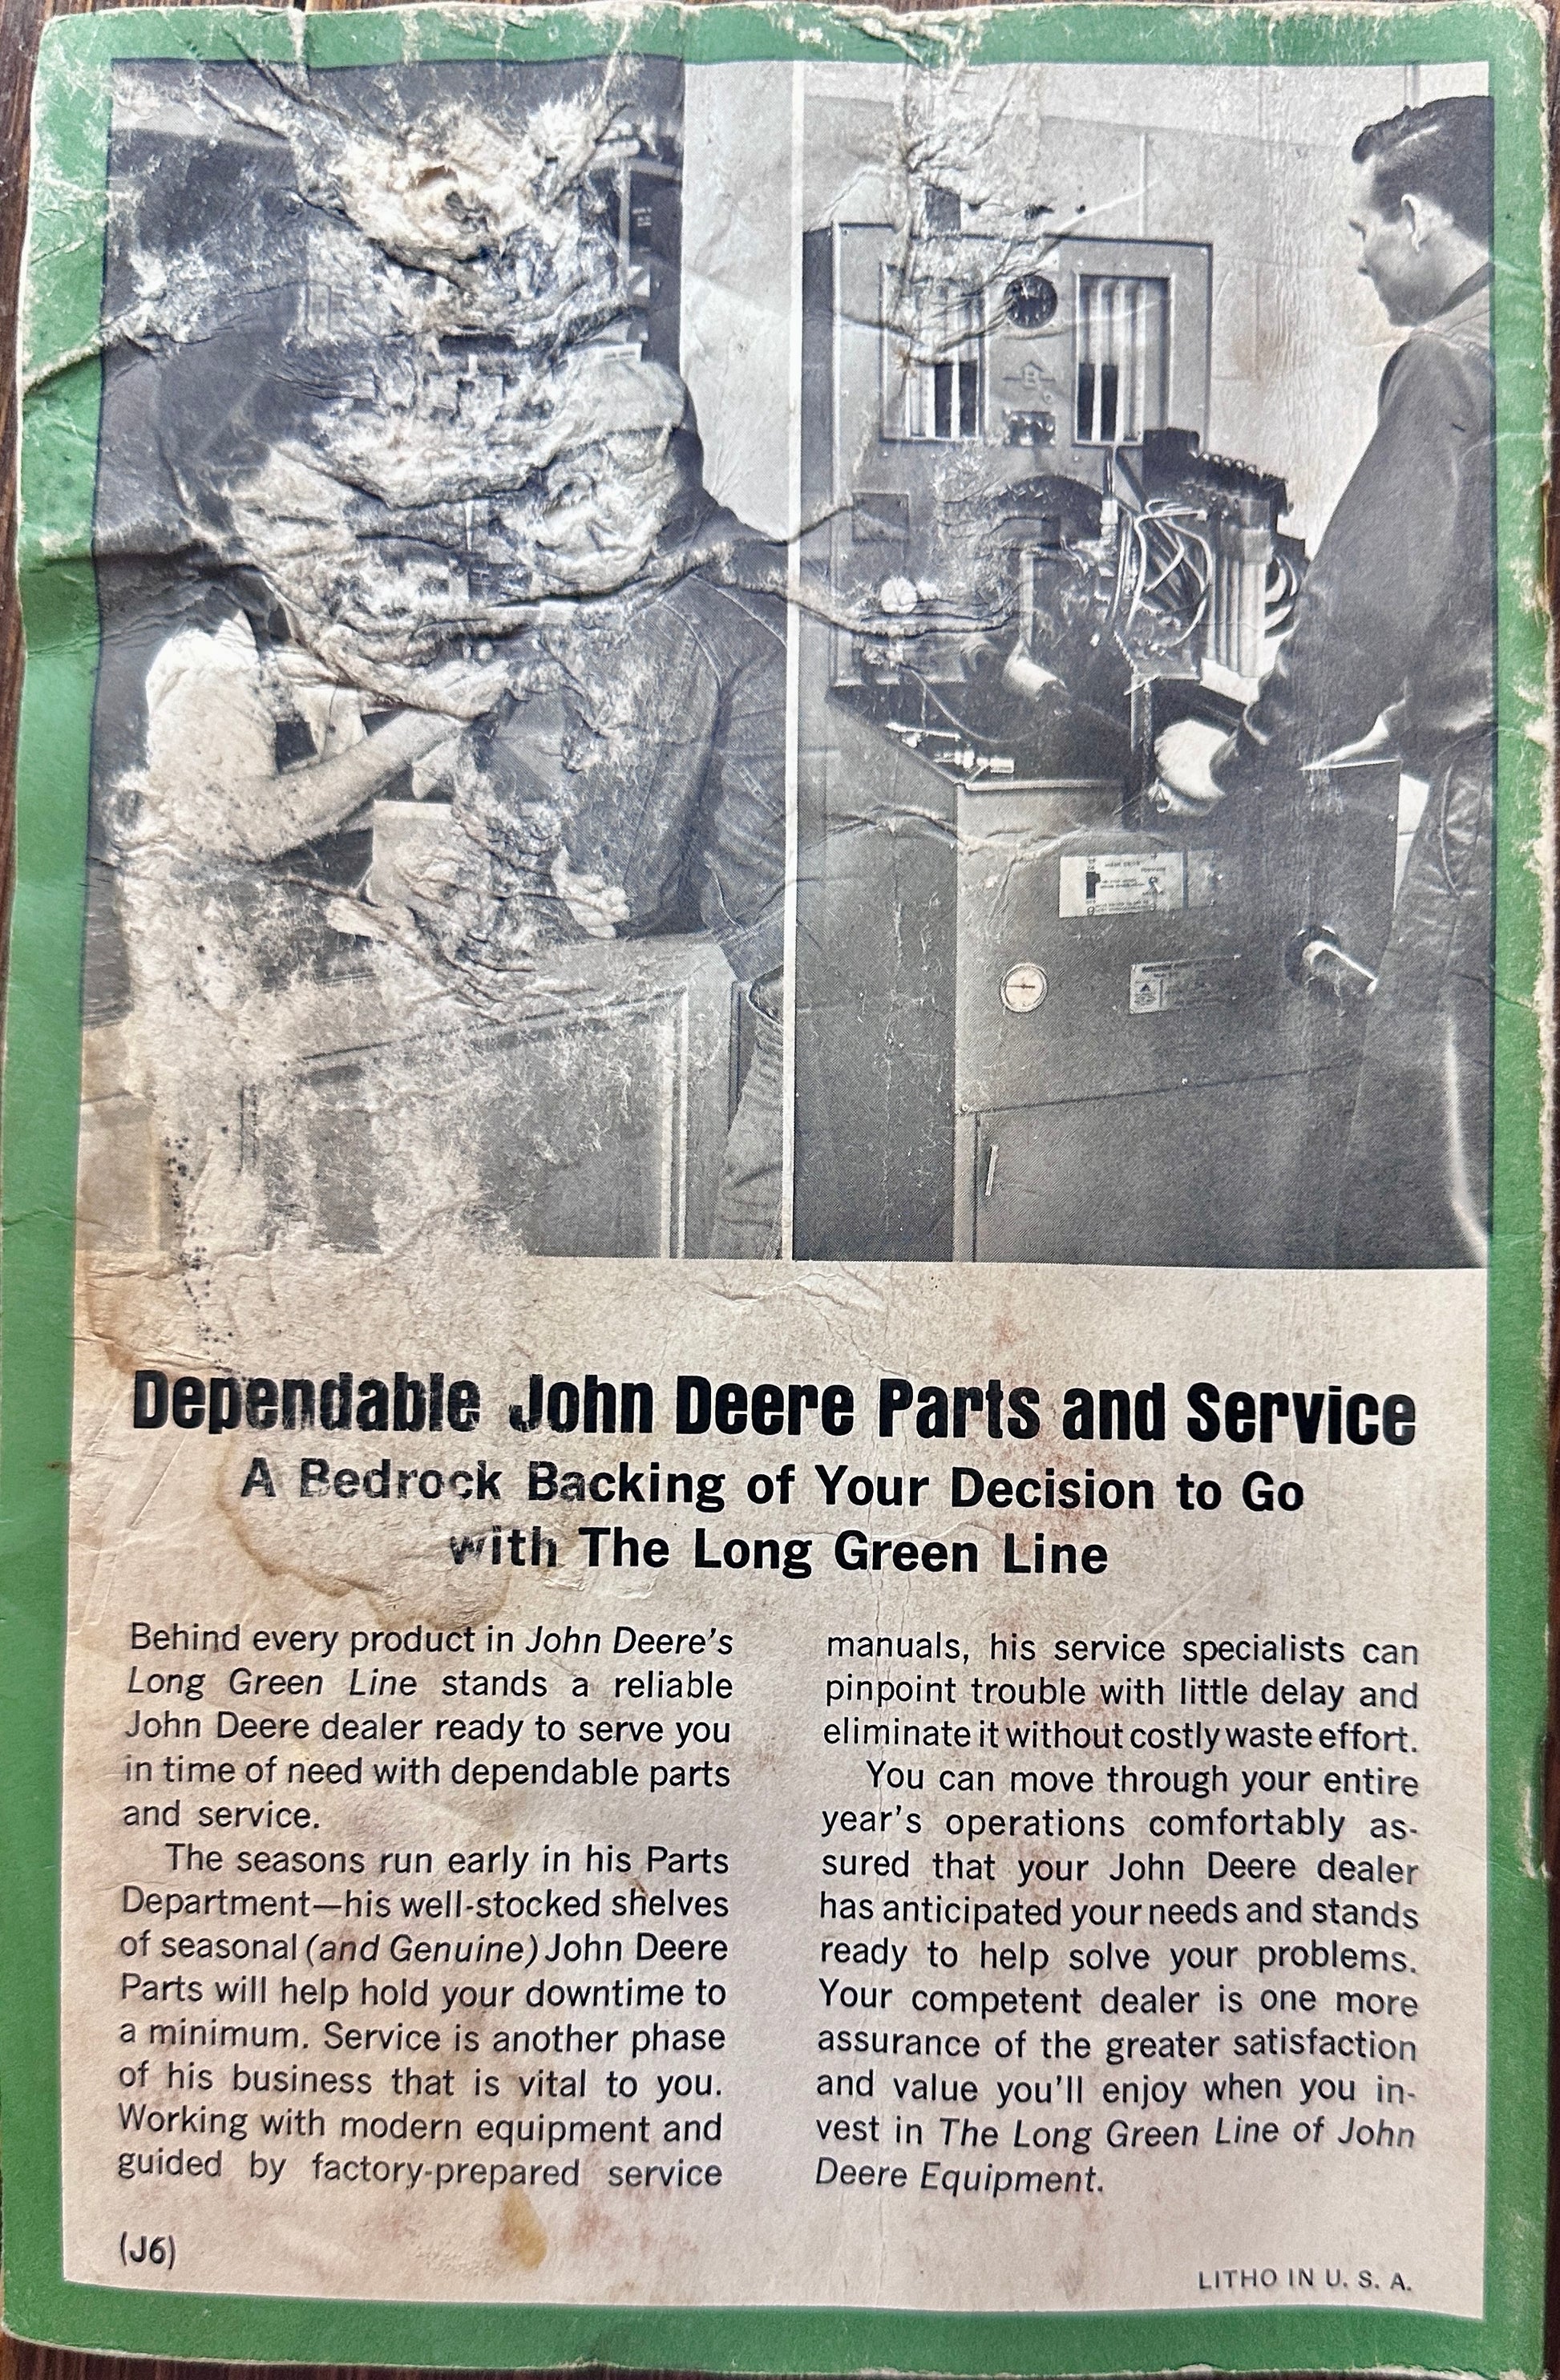 Dependable John Deere Parts and Service
A Bedrock Backing of Your Decision to Go
with The Long Green Line
Behind every product in John Deere's
Long Green Line stands a reliable
John Deere dealer ready to serve you
in time of need with dependable parts
and service.
The seasons run early in his Parts
Department—his well-stocked shelves
of seasonal (and Genuine) John Deere
Parts will help hold your downtime to
a minimum. Service is another phase
of his business that is vital to you.
Working with modern equipment and
guided by factory-prepared service
manuals, his service specialists can
pinpoint trouble with little delay and
eliminate it without costly waste effort.
You can move through your entire
year's operations comfortably as-
sured that your John Deere dealer
has anticipated your needs and stands
ready to help solve your problems.
Your competent dealer is one more
assurance of the greater satisfaction
and value you'll enjoy when you in-
vest in The Long Green Line of John
Deere Equipment.
(J6)
LITHO IN U. S. A.